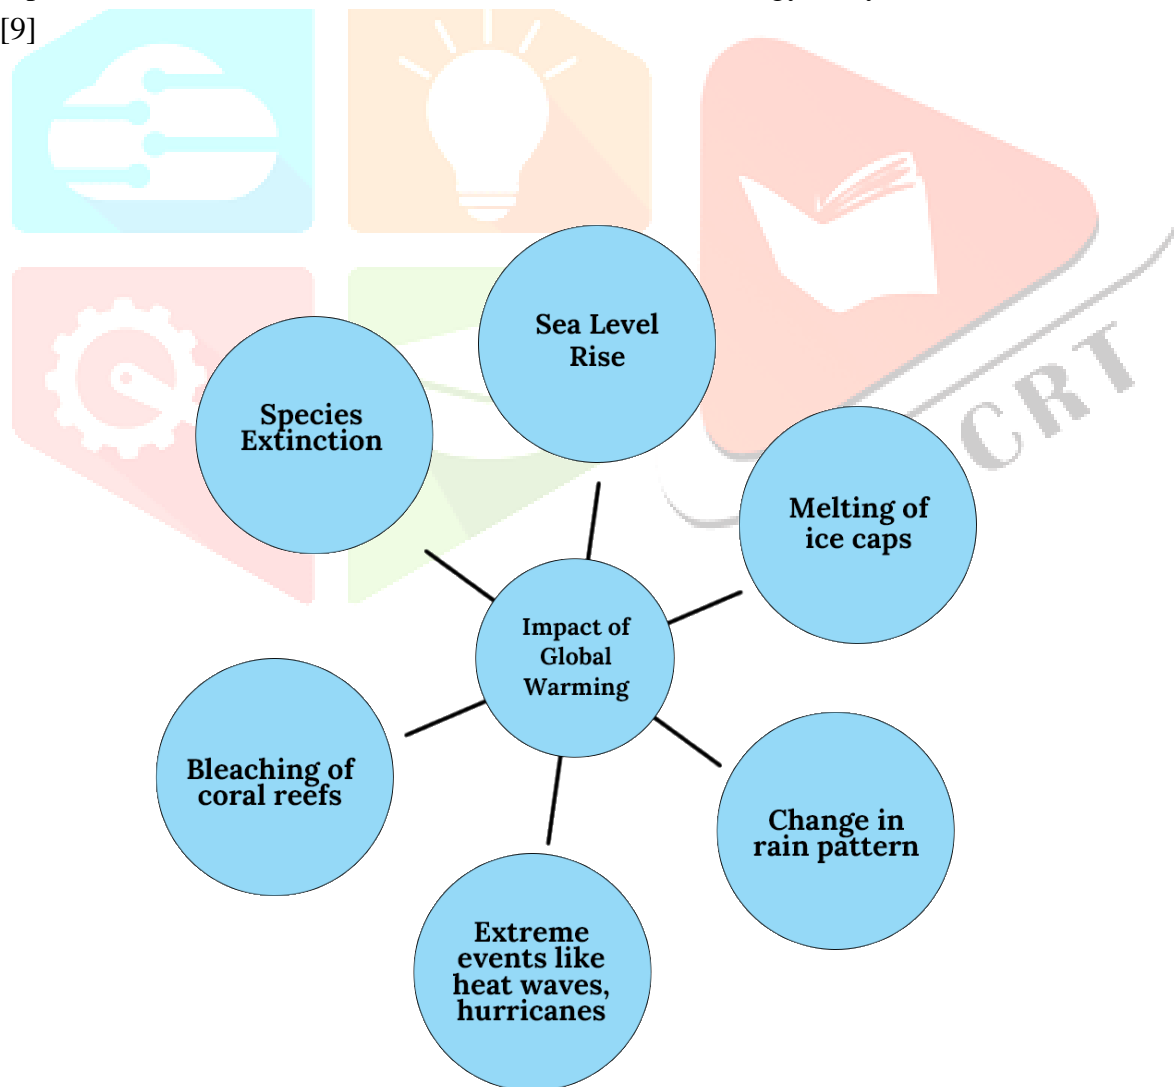 [9]
Sea Level
Rise
Species
Extinction
Melting of
ice caps
Impact of
Global
Warming
Bleaching of
coral reefs
Change in
rain pattern
Extreme
events like
heat waves,
hurricanes
CRT